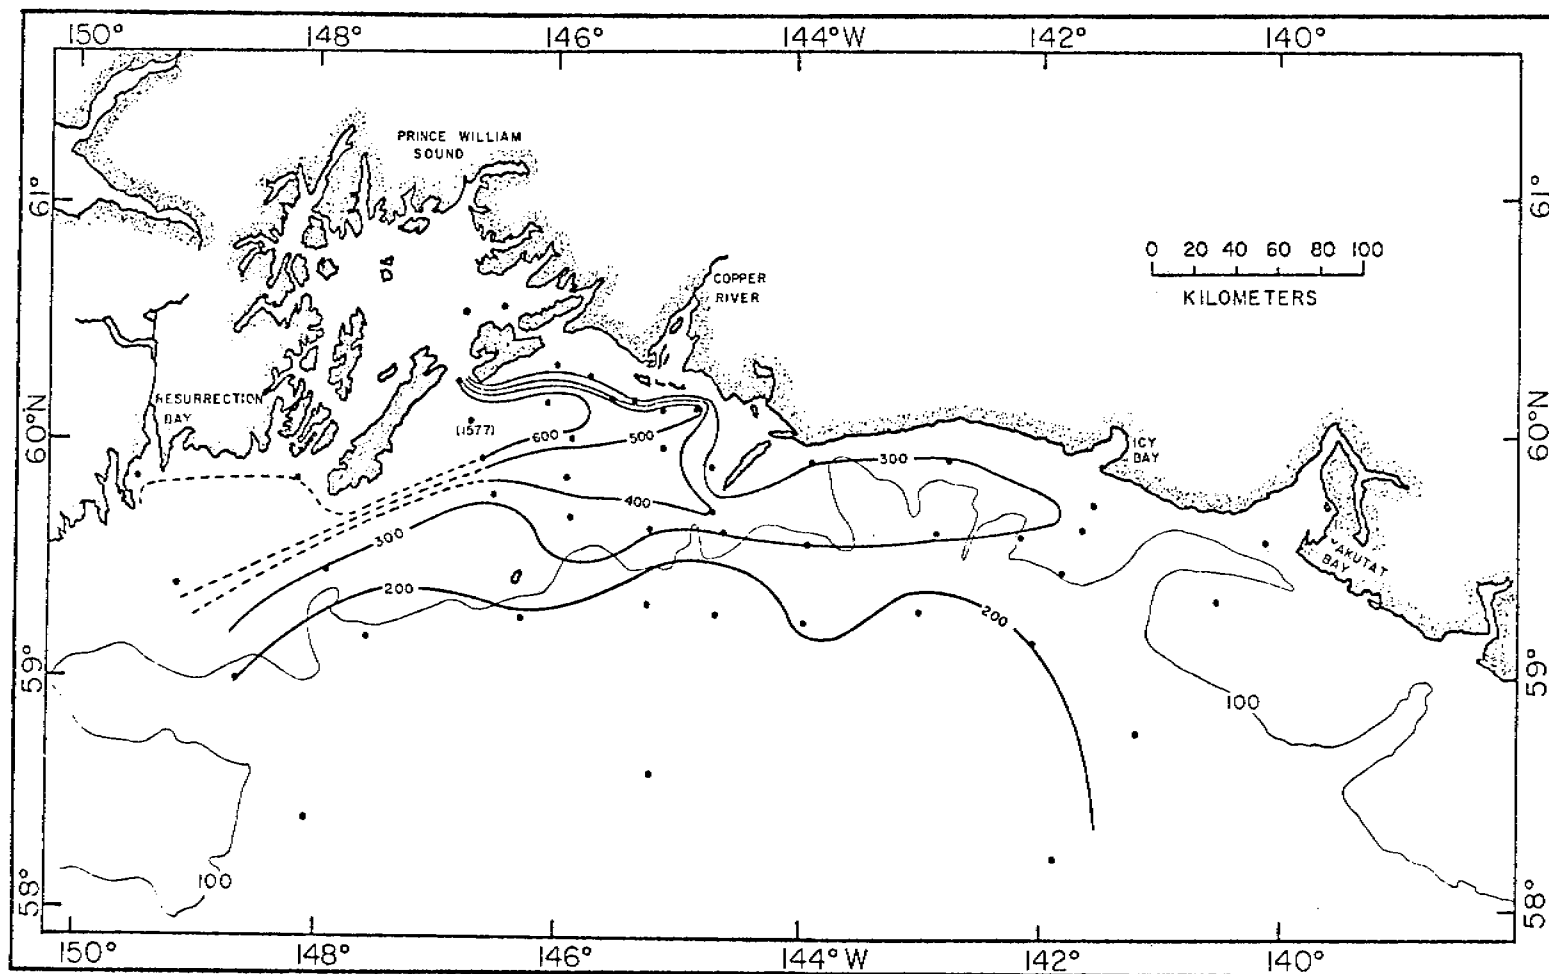 150° 148° 146° 144°W 142° 140°
PRINCE WILLIAM
SOUND
61°
61°
0 20 40 60 80 100
KILOMETERS
COPPER
RIVER
RESURRECTION
BAY
60°N
60°N
(1577)
600
500
300
ICY
BAY
400
300
YAKUTAT
BAY
200
200
59°
59°
100
100
58°
58°
150° 148° 146° 144°W 142° 140°